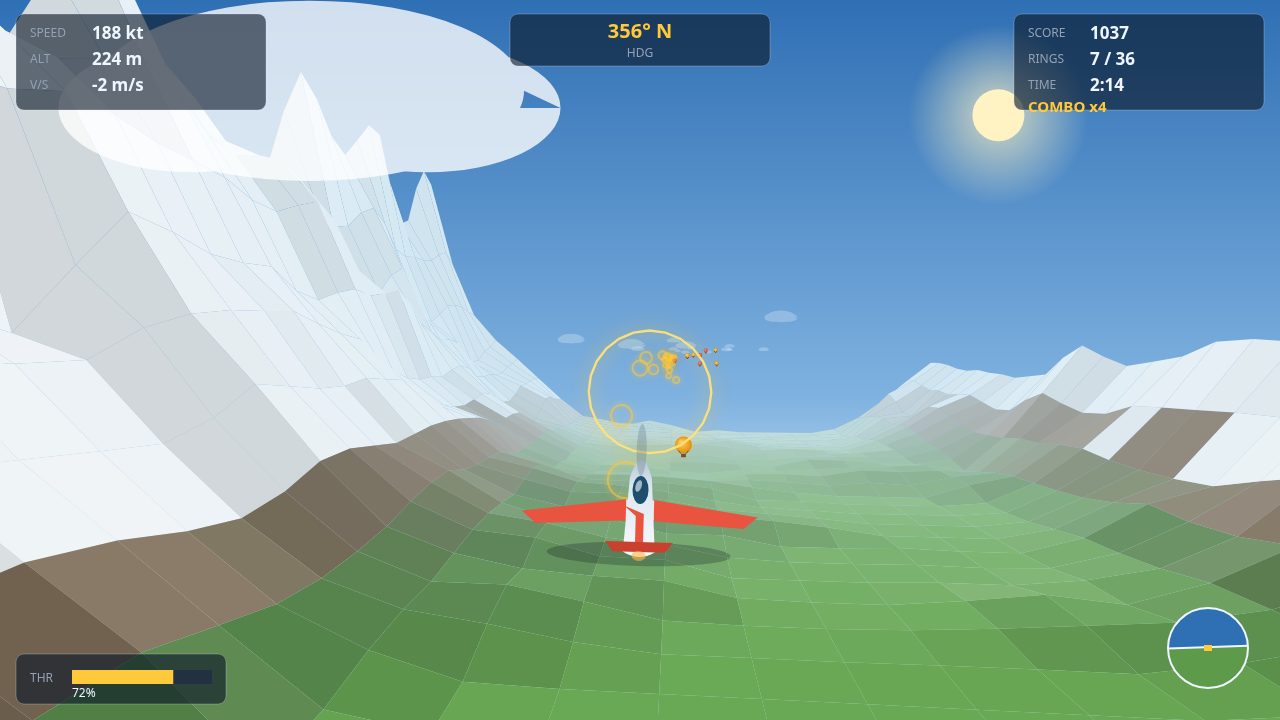 SPEED 188 kt
ALT 224 m
V/S -2 m/s
356° N
HDG
SCORE 1037
RINGS 7 / 36
TIME 2:14
COMBO x4
THR
72%